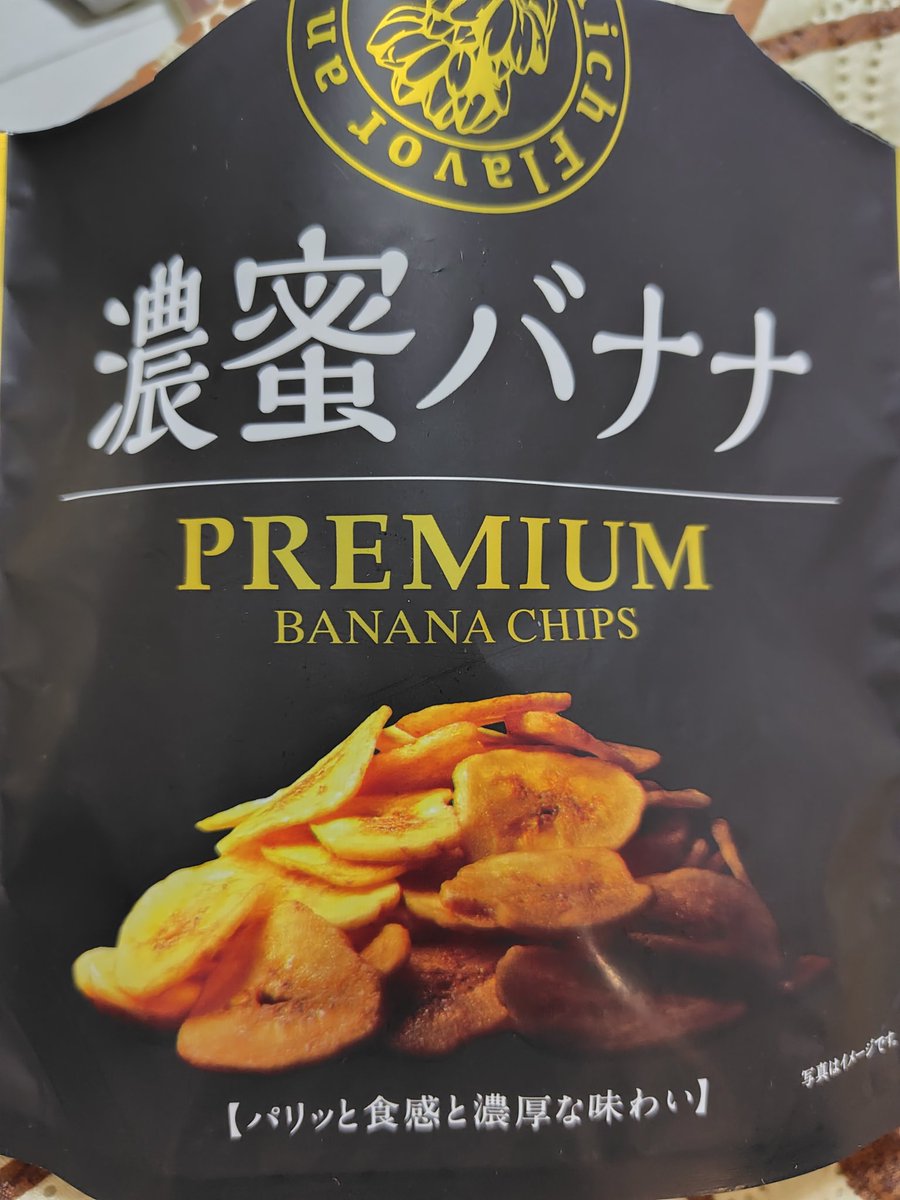 Rich Flavor an
濃蜜バナナ
PREMIUM
BANANA CHIPS
写真はイメージです。
【パリッと食感と濃厚な味わい】